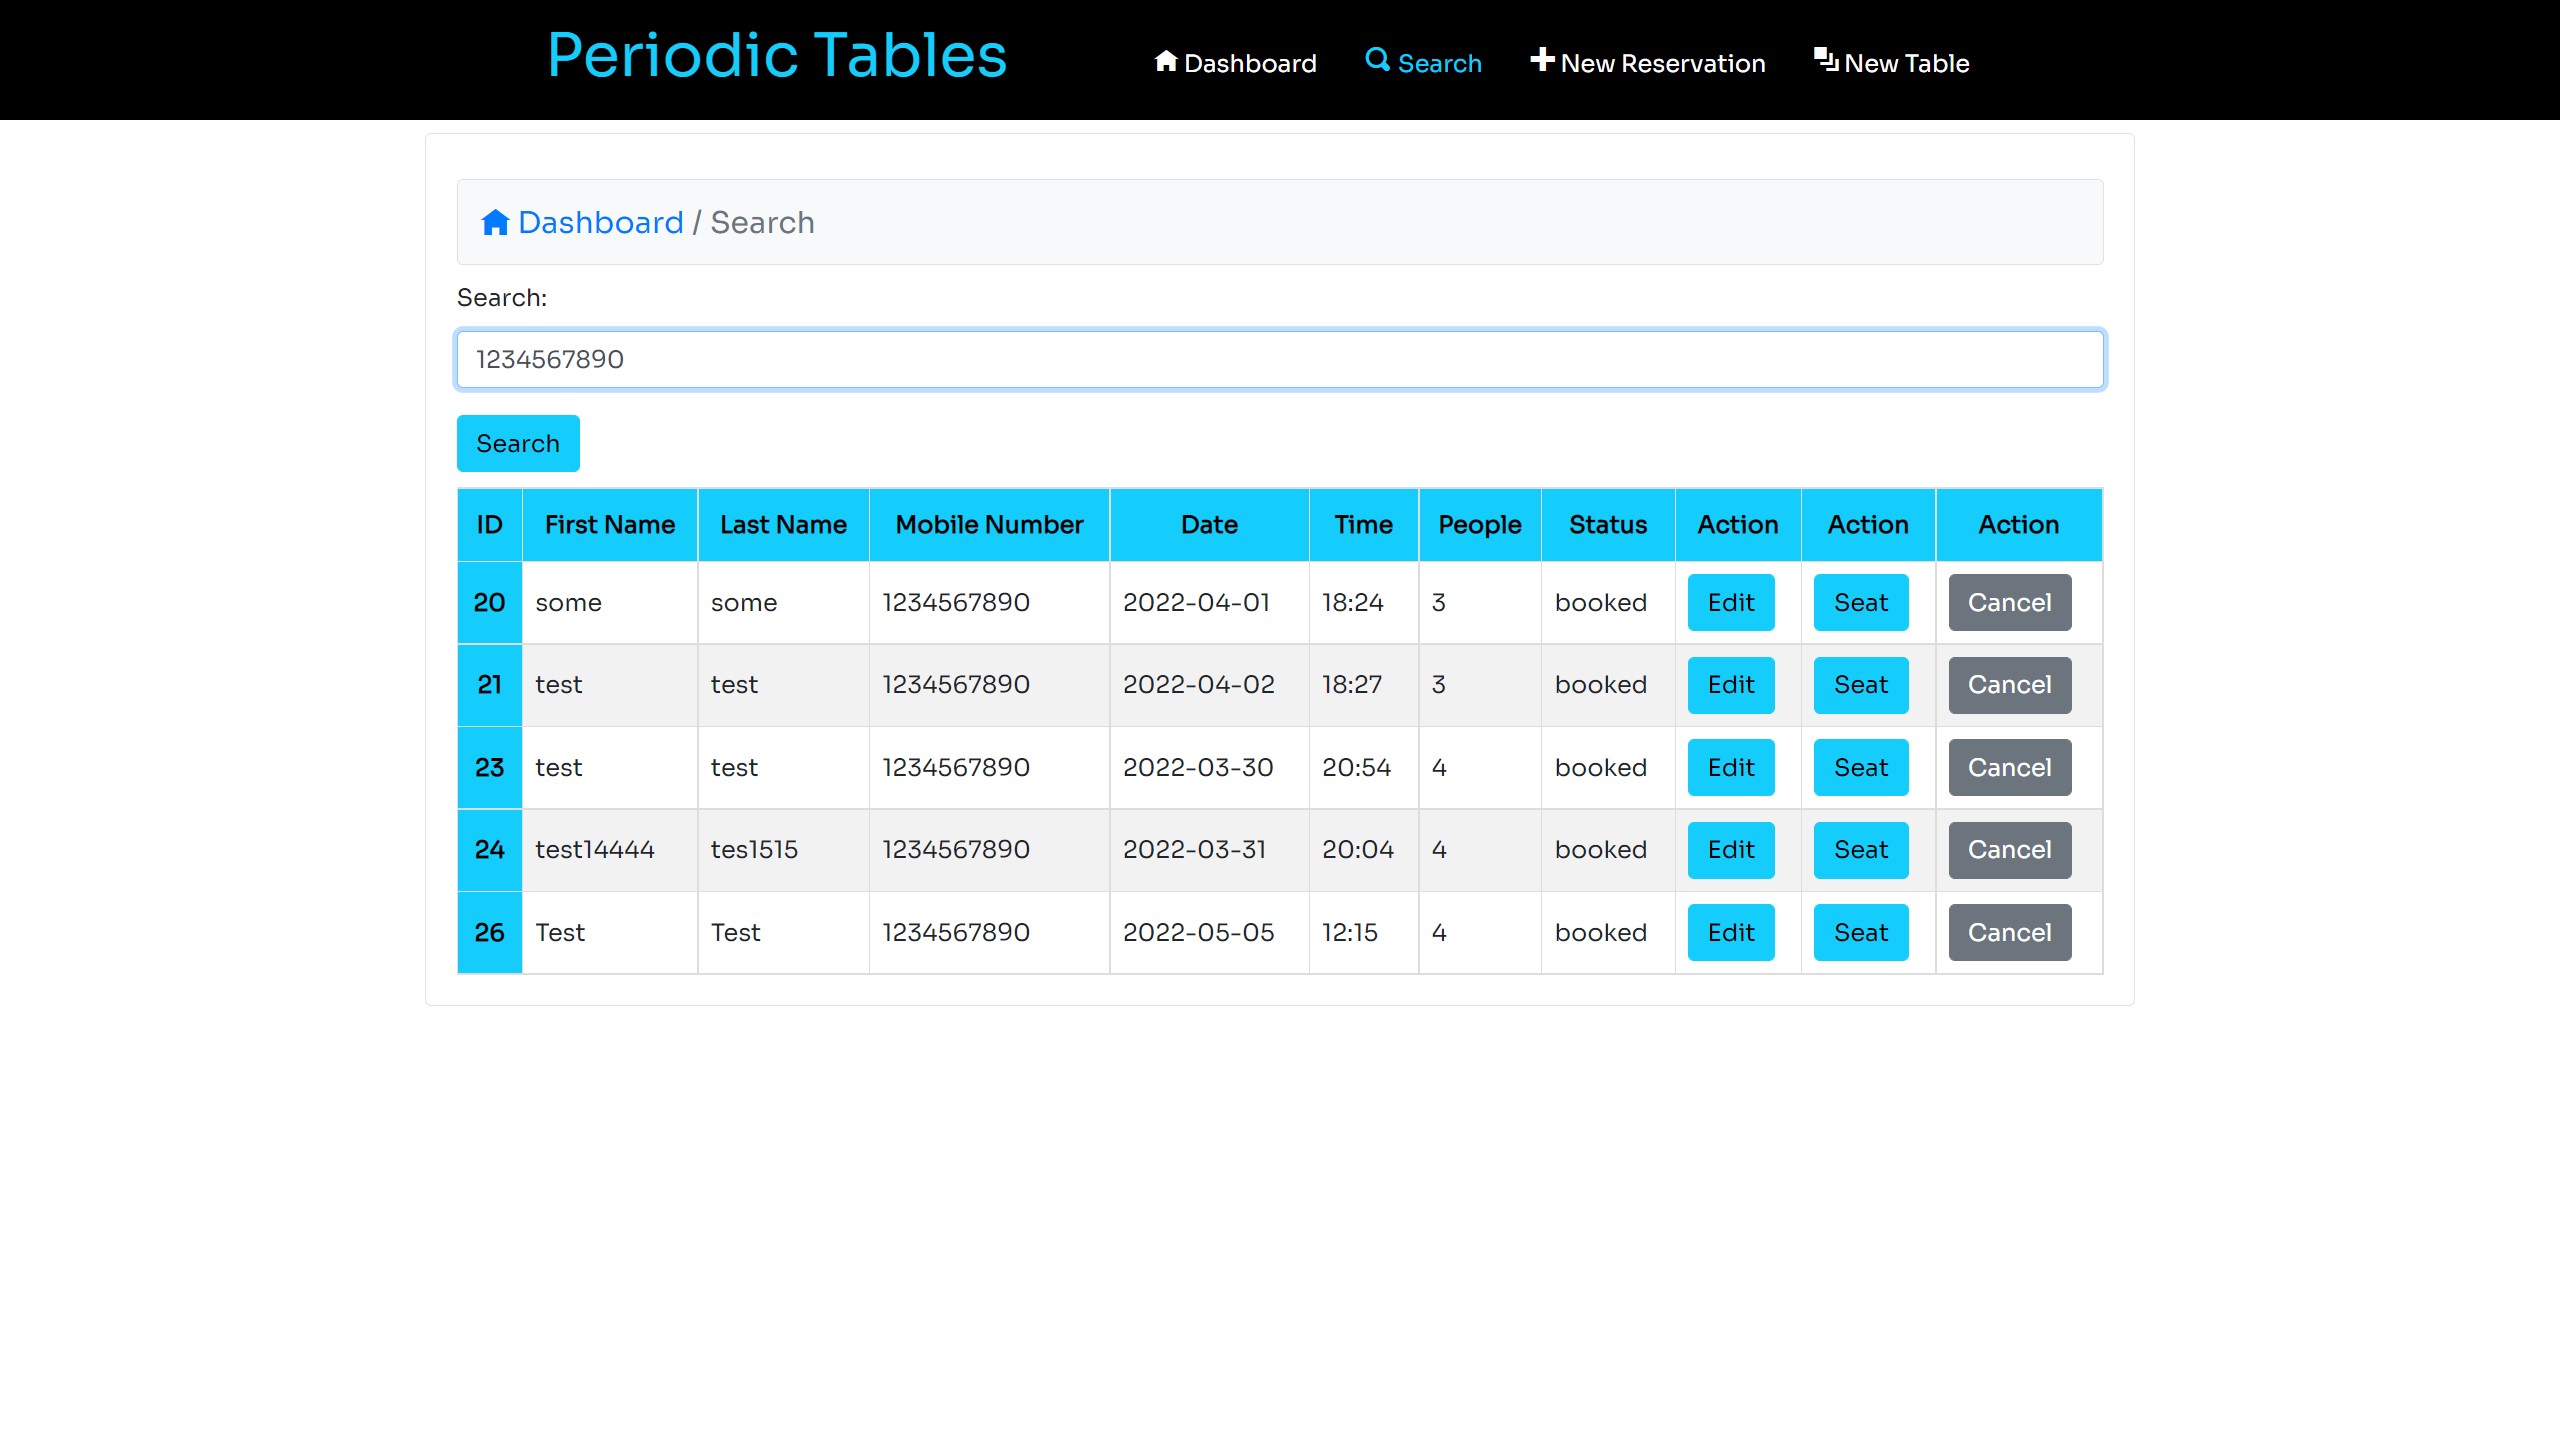 Periodic Tables Dashboard Search New Reservation New Table
Dashboard / Search
Search:
1234567890
Search
ID First Name Last Name Mobile Number Date Time People Status Action Action Action
20 some some 1234567890 2022-04-01 18:24 3 booked Edit Seat Cancel
21 test test 1234567890 2022-04-02 18:27 3 booked Edit Seat Cancel
23 test test 1234567890 2022-03-30 20:54 4 booked Edit Seat Cancel
24 test14444 tes1515 1234567890 2022-03-31 20:04 4 booked Edit Seat Cancel
26 Test Test 1234567890 2022-05-05 12:15 4 booked Edit Seat Cancel